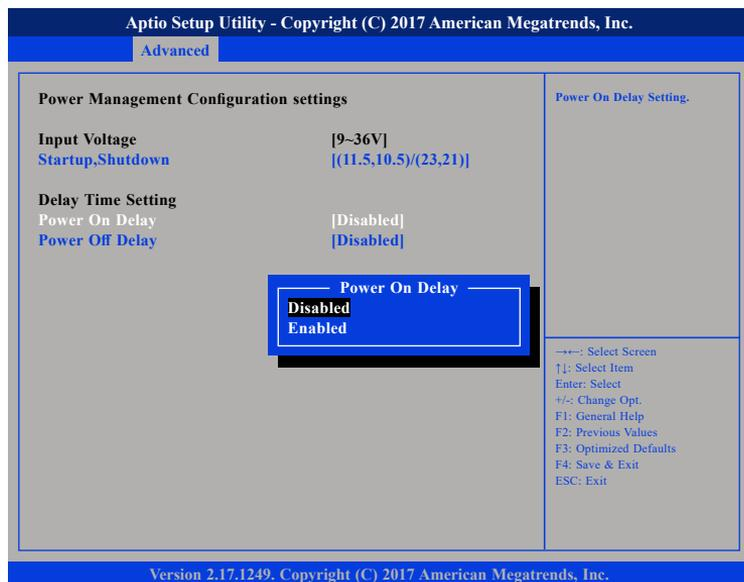 Aptio Setup Utility - Copyright (C) 2017 American Megatrends, Inc.
Advanced
Power Management Configuration settings
Input Voltage [9~36V]
Startup,Shutdown [(11.5,10.5)/(23,21)]
Delay Time Setting
Power On Delay [Disabled]
Power Off Delay [Disabled]
Power On Delay
Disabled
Enabled
Power On Delay Setting.
→←: Select Screen
↑↓: Select Item
Enter: Select
+/-: Change Opt.
F1: General Help
F2: Previous Values
F3: Optimized Defaults
F4: Save & Exit
ESC: Exit
Version 2.17.1249. Copyright (C) 2017 American Megatrends, Inc.